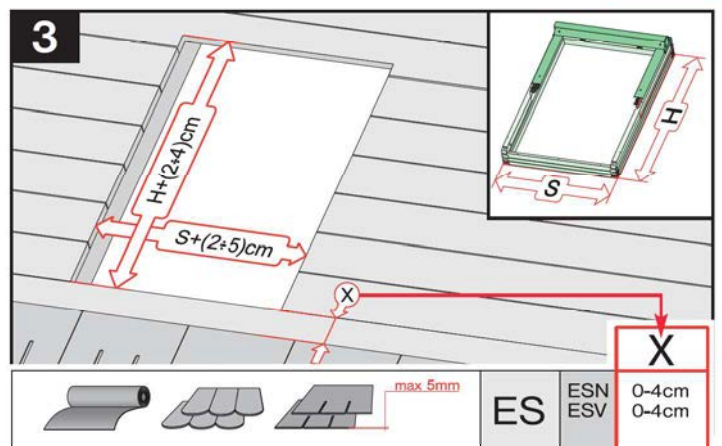 3
H+(2÷4)cm
S+(2÷5)cm
H
S
X
X
max 5mm
ES
ESN 0-4cm
ESV 0-4cm